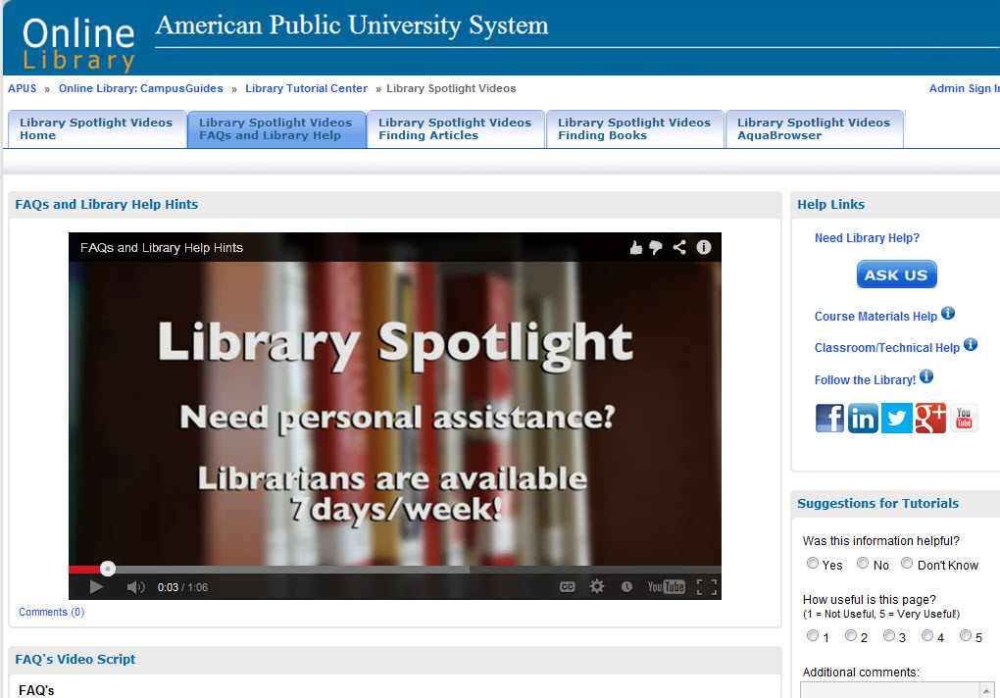 Online
Library
American Public University System
APUS » Online Library: CampusGuides » Library Tutorial Center » Library Spotlight Videos
Admin Sign
Library Spotlight Videos
Home
Library Spotlight Videos
FAQs and Library Help
Library Spotlight Videos
Finding Articles
Library Spotlight Videos
Finding Books
Library Spotlight Videos
AquaBrowser
FAQs and Library Help Hints
FAQs and Library Help Hints
Library Spotlight
Need personal assistance?
Librarians are available
7days/week!
0:03 / 1:06
CC
YouTube
Comments (0)
FAQ's Video Script
FAQ's
Help Links
Need Library Help?
ASK US
Course Materials Help
Classroom/Technical Help
Follow the Library!
f in g+ You Tube
Suggestions for Tutorials
Was this information helpful?
Yes No Don't Know
How useful is this page?
(1 = Not Useful, 5 = Very Useful!)
1 2 3 4 5
Additional comments: